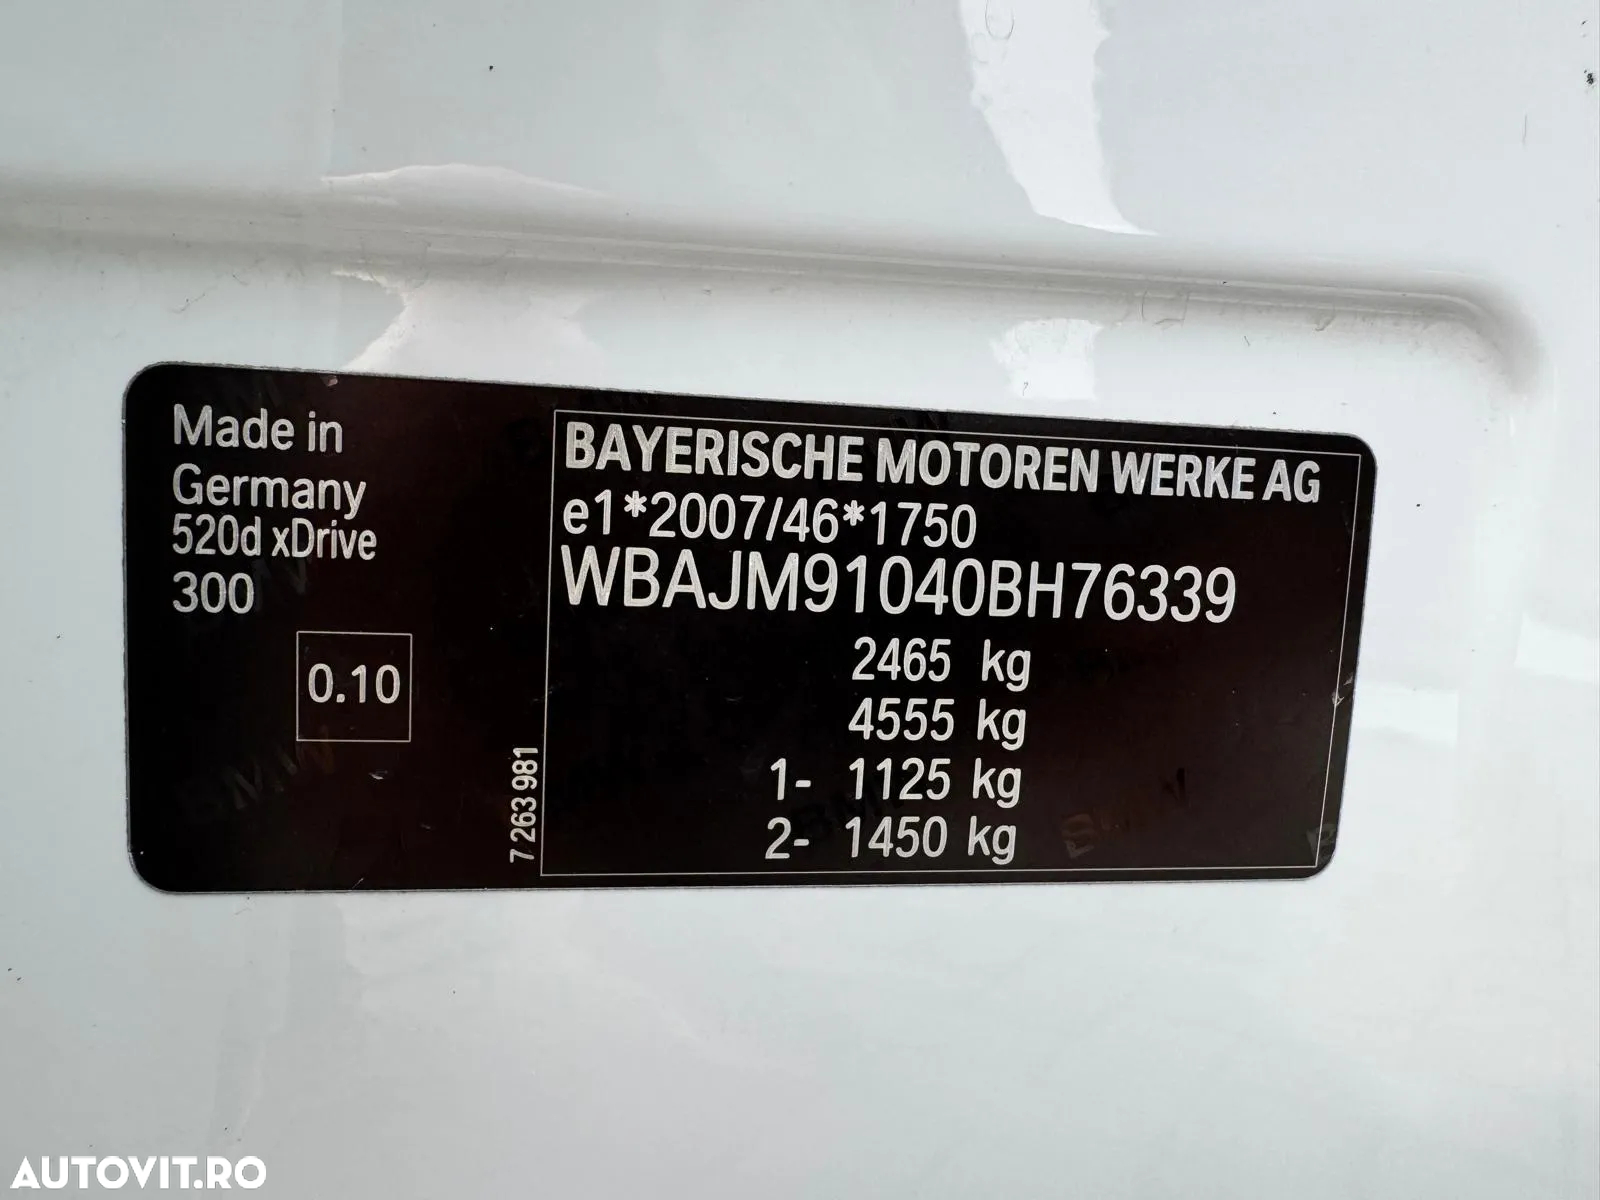 Made in
Germany
520d xDrive
300
0.10
7 263 981
BAYERISCHE MOTOREN WERKE AG
e1*2007/46*1750
WBAJM91040BH76339
2465 kg
4555 kg
1- 1125 kg
2- 1450 kg
AUTOVIT.RO